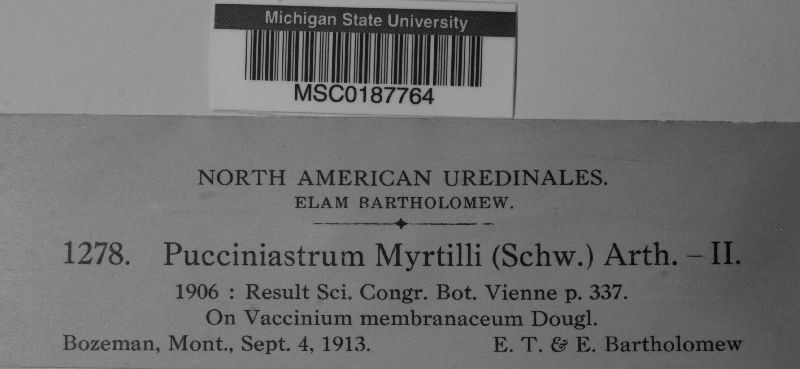 Michigan State University
MSC0187764
NORTH AMERICAN UREDINALES.
ELAM BARTHOLOMEW.
1278. Pucciniastrum Myrtilli (Schw.) Arth. – II.
1906 : Result Sci. Congr. Bot. Vienne p. 337.
On Vaccinium membranaceum Dougl.
Bozeman, Mont., Sept. 4, 1913. E. T. & E. Bartholomew